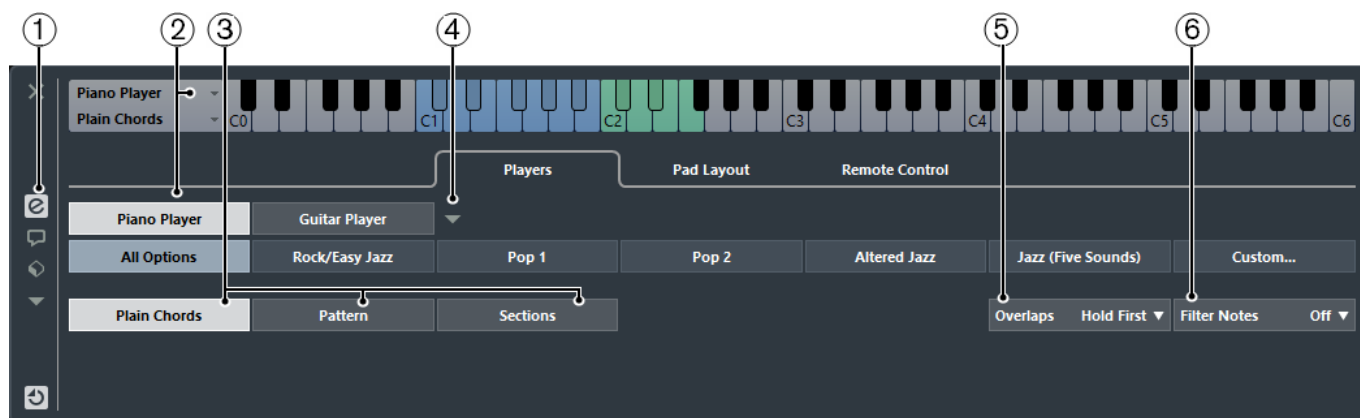 1 2 3 4 5 6
Piano Player
Plain Chords
C0 C1 C2 C3 C4 C5 C6
Players Pad Layout Remote Control
Piano Player Guitar Player
All Options Rock/Easy Jazz Pop 1 Pop 2 Altered Jazz Jazz (Five Sounds) Custom...
Plain Chords Pattern Sections Overlaps Hold First Filter Notes Off